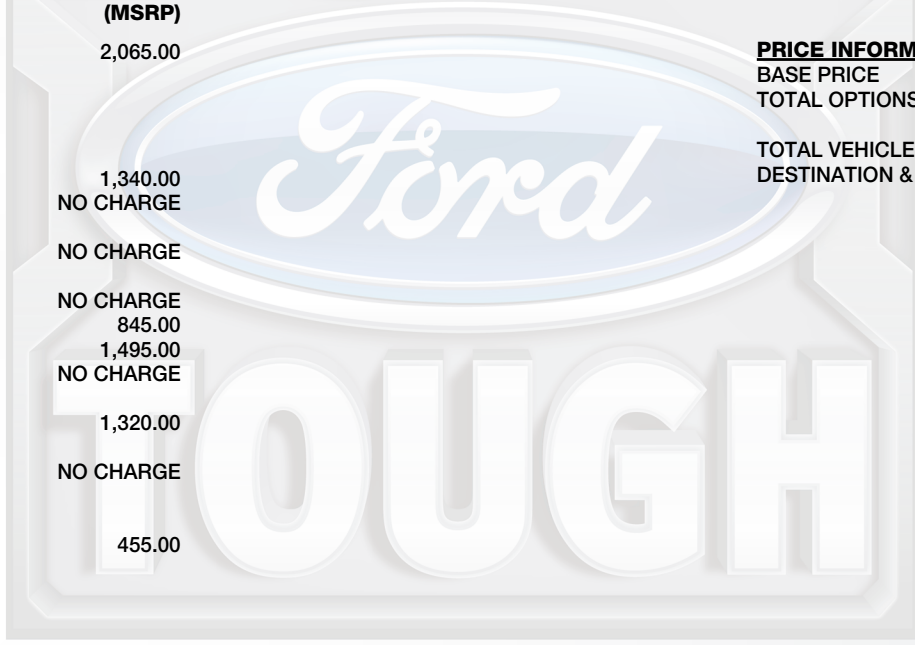 (MSRP)
2,065.00
1,340.00
NO CHARGE
NO CHARGE
NO CHARGE
845.00
1,495.00
NO CHARGE
1,320.00
NO CHARGE
455.00
PRICE INFORM
BASE PRICE
TOTAL OPTIONS
TOTAL VEHICLE
DESTINATION &
Ford
TOUGH